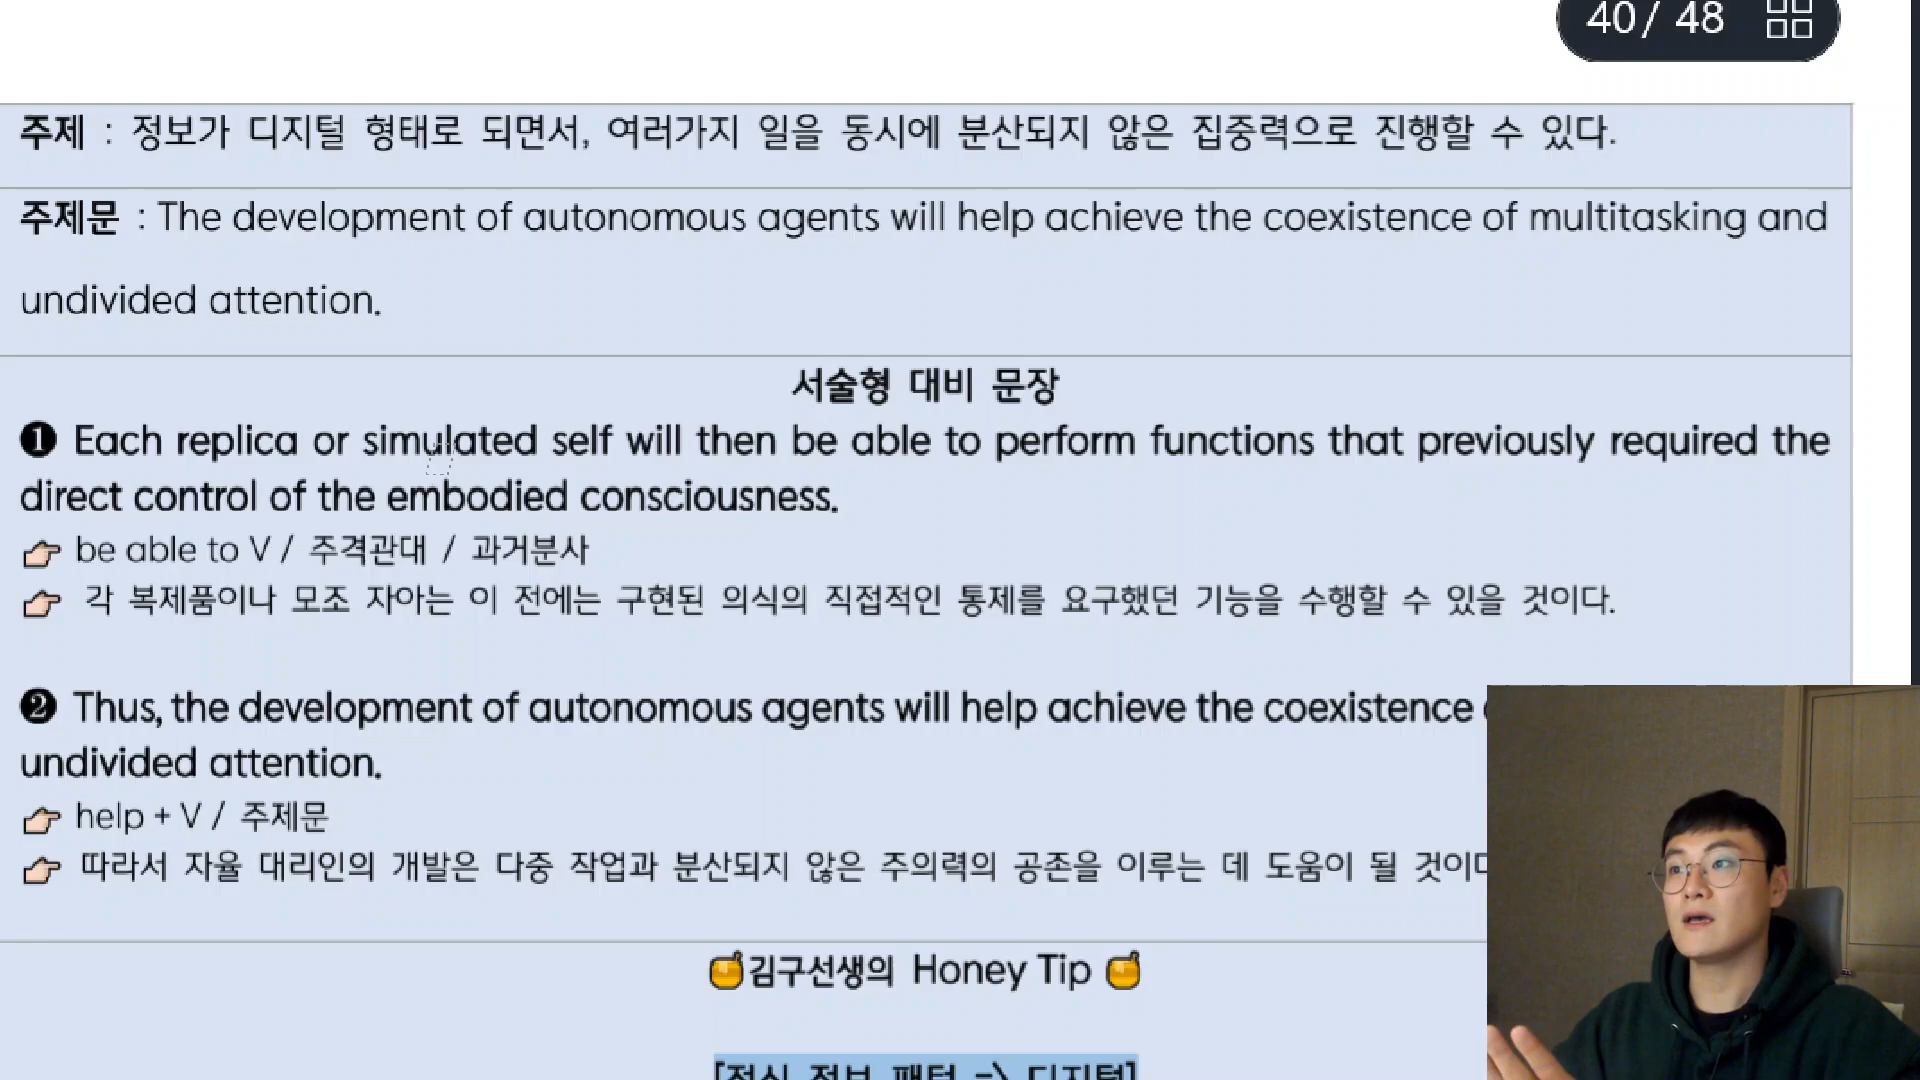 40 / 48
주제 : 정보가 디지털 형태로 되면서, 여러가지 일을 동시에 분산되지 않은 집중력으로 진행할 수 있다.
주제문 : The development of autonomous agents will help achieve the coexistence of multitasking and
undivided attention.
서술형 대비 문장
❶ Each replica or simulated self will then be able to perform functions that previously required the
direct control of the embodied consciousness.
👉 be able to V / 주격관대 / 과거분사
👉 각 복제품이나 모조 자아는 이 전에는 구현된 의식의 직접적인 통제를 요구했던 기능을 수행할 수 있을 것이다.
❷ Thus, the development of autonomous agents will help achieve the coexistence
undivided attention.
👉 help + V / 주제문
👉 따라서 자율 대리인의 개발은 다중 작업과 분산되지 않은 주의력의 공존을 이루는 데 도움이 될 것이다
🍯김구선생의 Honey Tip🍯
[정신 정보 패턴 => 디지털]